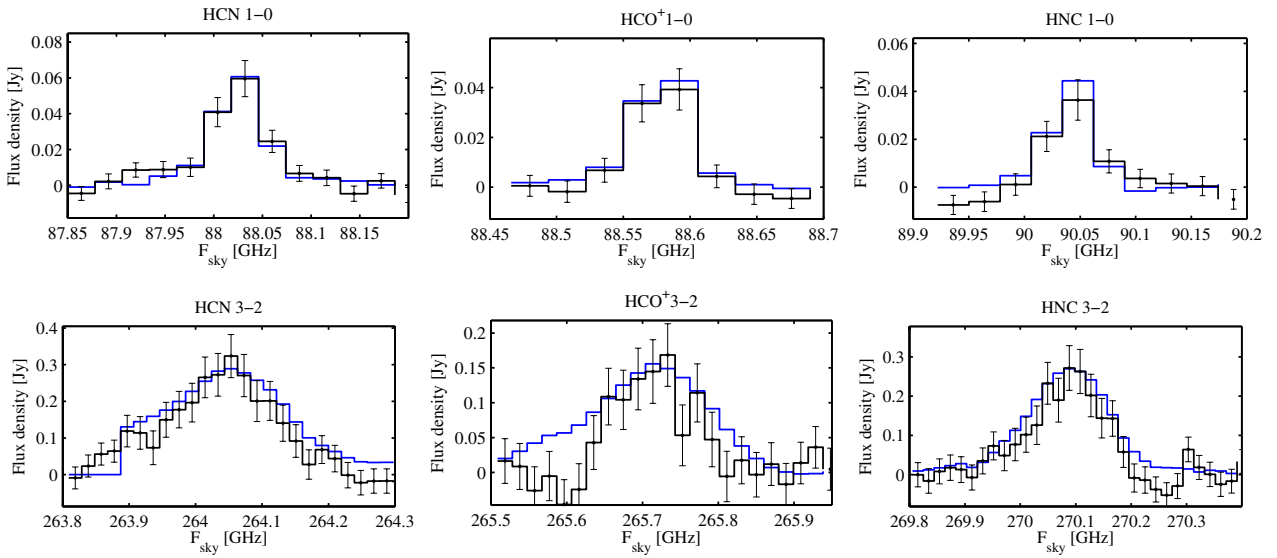 HCN 1−0
Flux density [Jy]
0.08
0.06
0.04
0.02
0
87.85 87.9 87.95 88 88.05 88.1 88.15
F_sky [GHz]
HCO⁺1−0
Flux density [Jy]
0.04
0.02
0
88.45 88.5 88.55 88.6 88.65 88.7
F_sky [GHz]
HNC 1−0
Flux density [Jy]
0.06
0.04
0.02
0
89.9 89.95 90 90.05 90.1 90.15 90.2
F_sky [GHz]
HCN 3−2
Flux density [Jy]
0.4
0.3
0.2
0.1
0
263.8 263.9 264 264.1 264.2 264.3
F_sky [GHz]
HCO⁺3−2
Flux density [Jy]
0.2
0.15
0.1
0.05
0
265.5 265.6 265.7 265.8 265.9
F_sky [GHz]
HNC 3−2
Flux density [Jy]
0.3
0.2
0.1
0
269.8 269.9 270 270.1 270.2 270.3
F_sky [GHz]